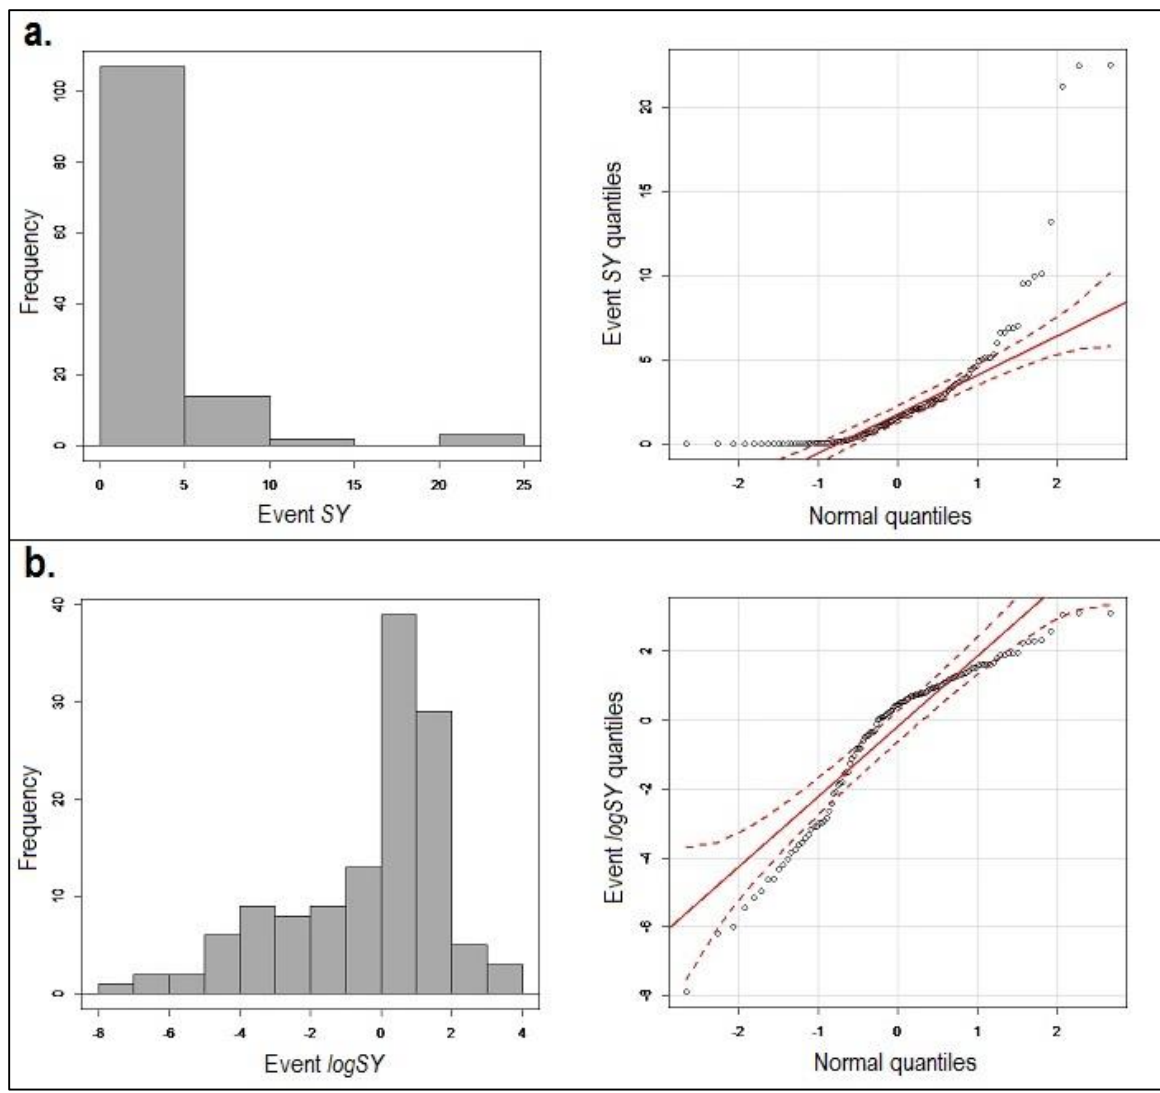 a.
Frequency
100
80
60
40
20
0
0 5 10 15 20 25
Event SY
Event SY quantiles
20
15
10
5
0
-2 -1 0 1 2
Normal quantiles
b.
Frequency
40
30
20
10
0
-8 -6 -4 -2 0 2 4
Event logSY
Event logSY quantiles
2
0
-2
-4
-6
-8
-2 -1 0 1 2
Normal quantiles